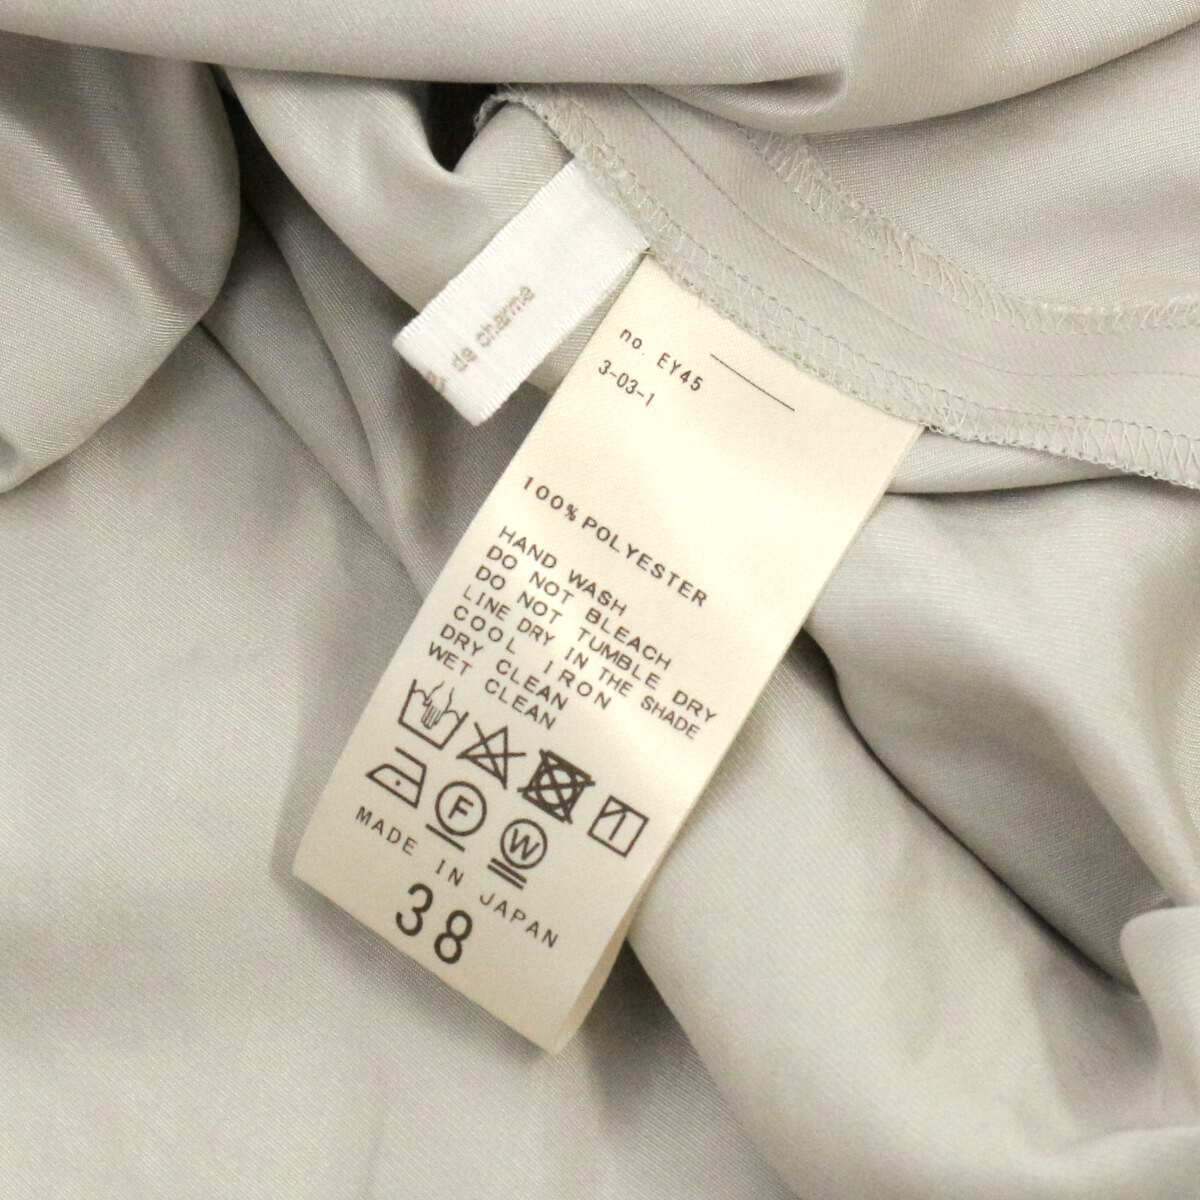 de charme
no. EY45
3-03-1
100% POLYESTER
HAND WASH
DO NOT BLEACH
DO NOT TUMBLE DRY
LINE DRY IN THE SHADE
COOL IRON
DRY CLEAN
WET CLEAN
F
W
MADE IN JAPAN
38